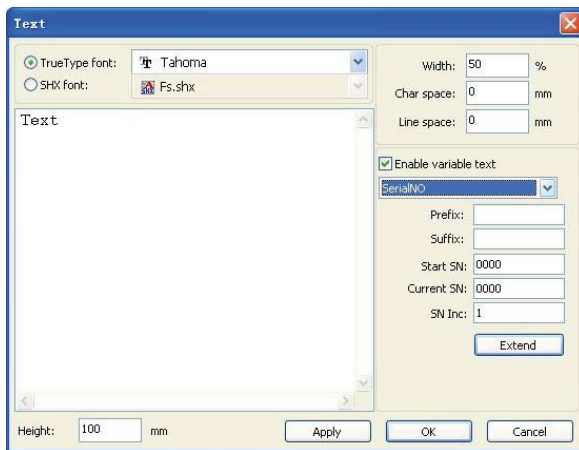 Text
TrueType font: Tahoma
SHX font: Fs.shx
Text
Width: 50 %
Char space: 0 mm
Line space: 0 mm
Enable variable text
SerialNO
Prefix:
Suffix:
Start SN: 0000
Current SN: 0000
SN Inc: 1
Extend
Height: 100 mm
Apply
OK
Cancel